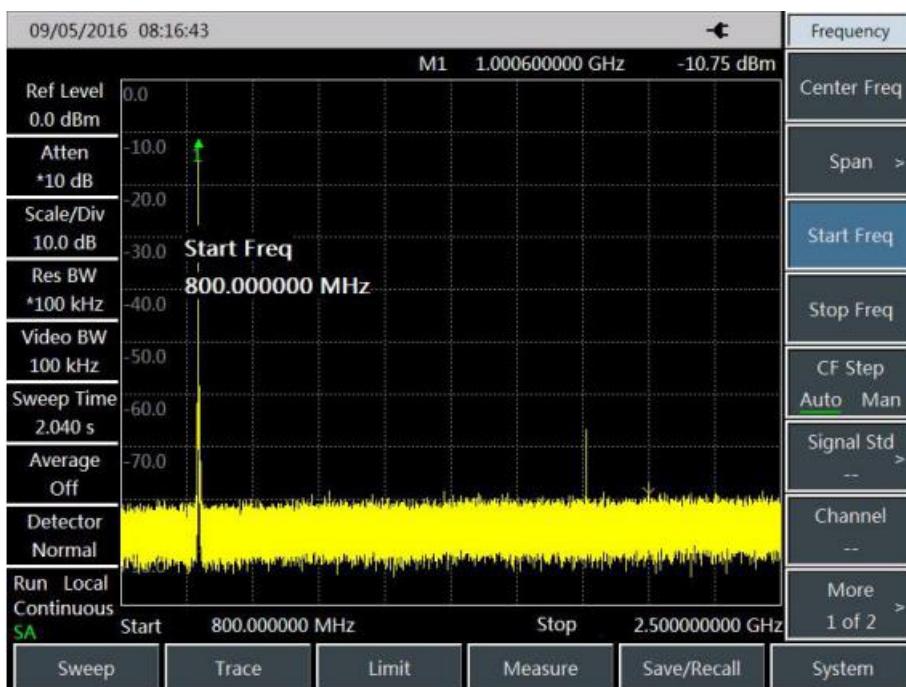 09/05/2016 08:16:43
Frequency
M1 1.000600000 GHz -10.75 dBm
Ref Level
0.0 dBm
Atten
*10 dB
Scale/Div
10.0 dB
Res BW
*100 kHz
Video BW
100 kHz
Sweep Time
2.040 s
Average
Off
Detector
Normal
Run Local
Continuous
SA
0.0
-10.0
-20.0
-30.0
-40.0
-50.0
-60.0
-70.0
1
Start Freq
800.000000 MHz
Start 800.000000 MHz Stop 2.500000000 GHz
Center Freq
Span >
Start Freq
Stop Freq
CF Step
Auto Man
Signal Std >
--
Channel
--
More >
1 of 2
Sweep Trace Limit Measure Save/Recall System